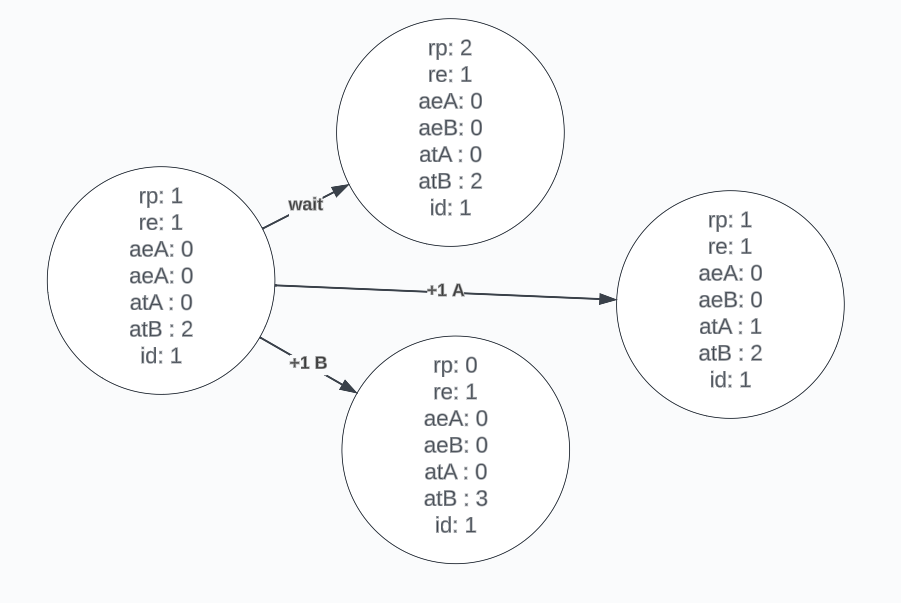 rp: 2
re: 1
aeA: 0
aeB: 0
atA : 0
atB : 2
id: 1
rp: 1
re: 1
aeA: 0
aeA: 0
atA : 0
atB : 2
id: 1
wait
+1 A
+1 B
rp: 1
re: 1
aeA: 0
aeB: 0
atA : 1
atB : 2
id: 1
rp: 0
re: 1
aeA: 0
aeB: 0
atA : 0
atB : 3
id: 1